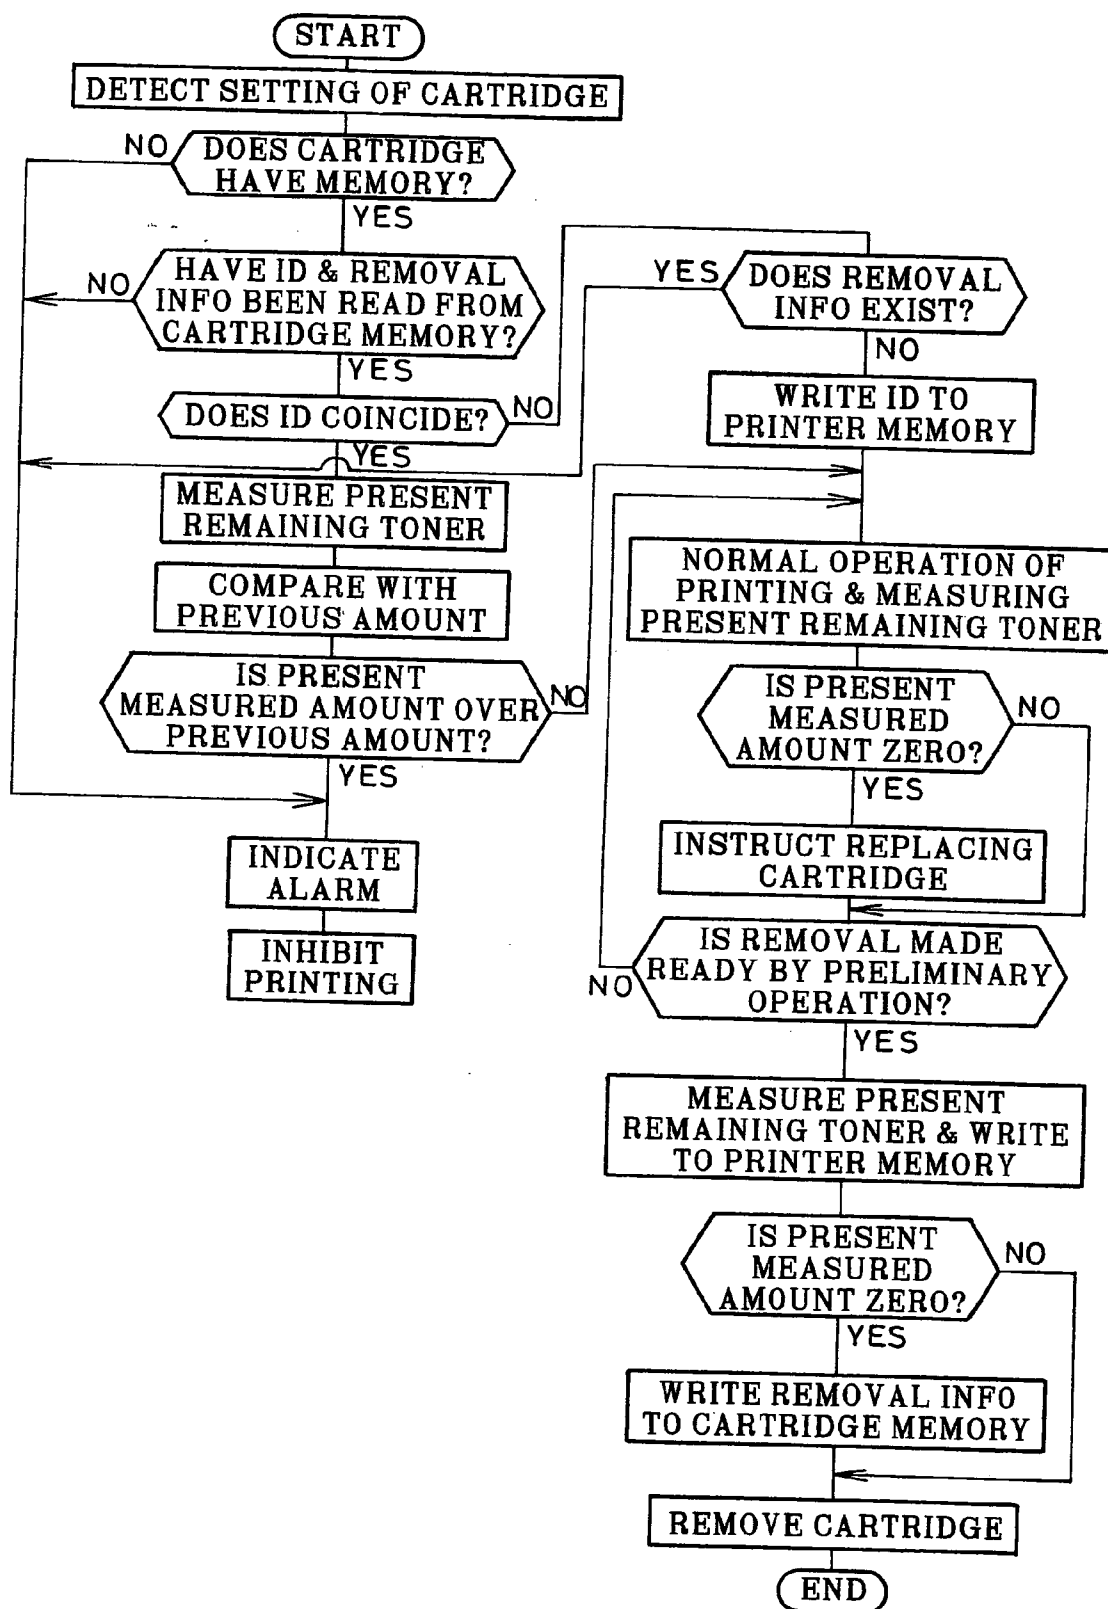 START
DETECT SETTING OF CARTRIDGE
NO
DOES CARTRIDGE
HAVE MEMORY?
YES
NO
HAVE ID & REMOVAL
INFO BEEN READ FROM
CARTRIDGE MEMORY?
YES
DOES ID COINCIDE?
NO
YES
MEASURE PRESENT
REMAINING TONER
COMPARE WITH
PREVIOUS AMOUNT
IS PRESENT
MEASURED AMOUNT OVER
PREVIOUS AMOUNT?
NO
YES
INDICATE
ALARM
INHIBIT
PRINTING
YES
DOES REMOVAL
INFO EXIST?
NO
WRITE ID TO
PRINTER MEMORY
NORMAL OPERATION OF
PRINTING & MEASURING
PRESENT REMAINING TONER
IS PRESENT
MEASURED
AMOUNT ZERO?
NO
YES
INSTRUCT REPLACING
CARTRIDGE
IS REMOVAL MADE
READY BY PRELIMINARY
OPERATION?
NO
YES
MEASURE PRESENT
REMAINING TONER & WRITE
TO PRINTER MEMORY
IS PRESENT
MEASURED
AMOUNT ZERO?
NO
YES
WRITE REMOVAL INFO
TO CARTRIDGE MEMORY
REMOVE CARTRIDGE
END